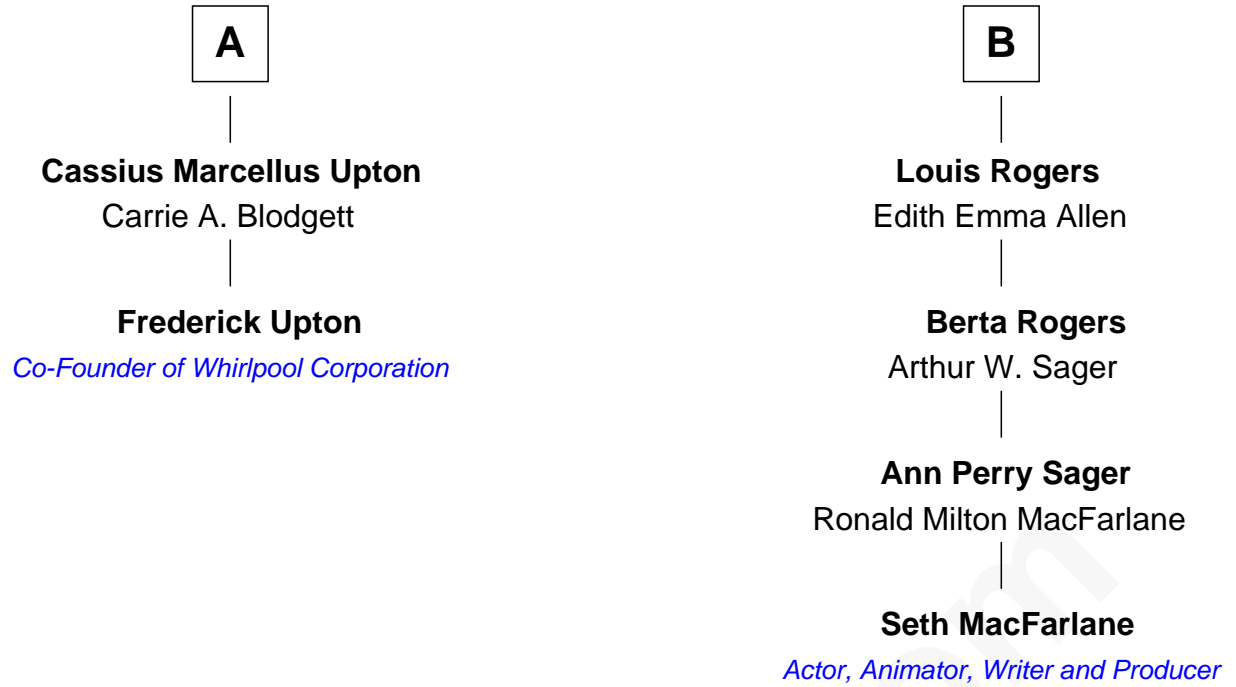 A
Cassius Marcellus Upton
Carrie A. Blodgett
Frederick Upton
Co-Founder of Whirlpool Corporation
B
Louis Rogers
Edith Emma Allen
Berta Rogers
Arthur W. Sager
Ann Perry Sager
Ronald Milton MacFarlane
Seth MacFarlane
Actor, Animator, Writer and Producer